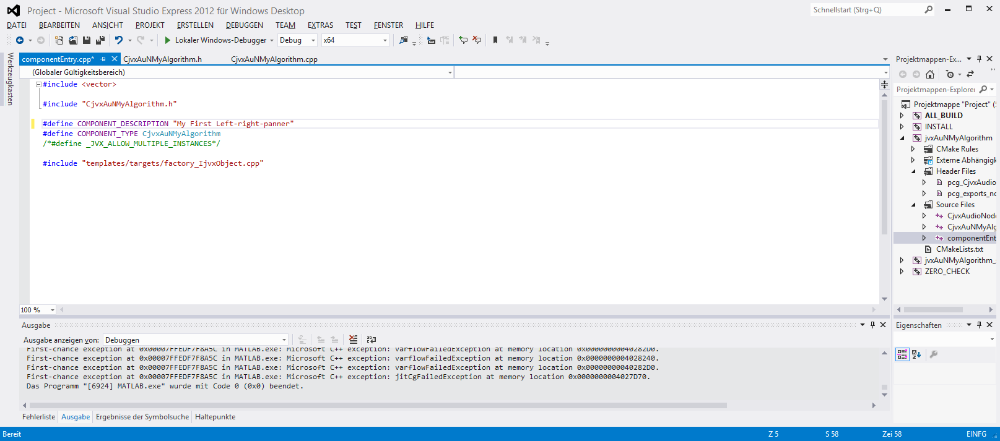 Project - Microsoft Visual Studio Express 2012 für Windows Desktop
Schnellstart (Strg+Q)
DATEI BEARBEITEN ANSICHT PROJEKT ERSTELLEN DEBUGGEN TEAM EXTRAS TEST FENSTER HILFE
Lokaler Windows-Debugger Debug x64
Werkzeugkasten
componentEntry.cpp* CjvxAuNMyAlgorithm.h CjvxAuNMyAlgorithm.cpp
(Globaler Gültigkeitsbereich)
#include <vector>
#include "CjvxAuNMyAlgorithm.h"
#define COMPONENT_DESCRIPTION "My First Left-right-panner"
#define COMPONENT_TYPE CjvxAuNMyAlgorithm
/*#define _JVX_ALLOW_MULTIPLE_INSTANCES*/
#include "templates/targets/factory_IjvxObject.cpp"
100 %
Projektmappen-Ex...
Projektmappen-Explorer
Projektmappe "Project" (5
ALL_BUILD
INSTALL
jvxAuNMyAlgorithm
CMake Rules
Externe Abhängigk
Header Files
pcg_CjvxAudio
pcg_exports_no
Source Files
CjvxAudioNode
CjvxAuNMyAlg
componentEnt
CMakeLists.txt
jvxAuNMyAlgorithm_
ZERO_CHECK
Ausgabe
Ausgabe anzeigen von: Debuggen
First-chance exception at 0x00007FFEDF7F8A5C in MATLAB.exe: Microsoft C++ exception: varflowFailedException at memory location 0x00000000040282D0.
First-chance exception at 0x00007FFEDF7F8A5C in MATLAB.exe: Microsoft C++ exception: varflowFailedException at memory location 0x0000000004028240.
First-chance exception at 0x00007FFEDF7F8A5C in MATLAB.exe: Microsoft C++ exception: varflowFailedException at memory location 0x00000000040282D0.
First-chance exception at 0x00007FFEDF7F8A5C in MATLAB.exe: Microsoft C++ exception: jitCgFailedException at memory location 0x0000000004027D70.
Das Programm "[6924] MATLAB.exe" wurde mit Code 0 (0x0) beendet.
Fehlerliste Ausgabe Ergebnisse der Symbolsuche Haltepunkte
Eigenschaften
Bereit Z 5 S 58 Zei 58 EINFG